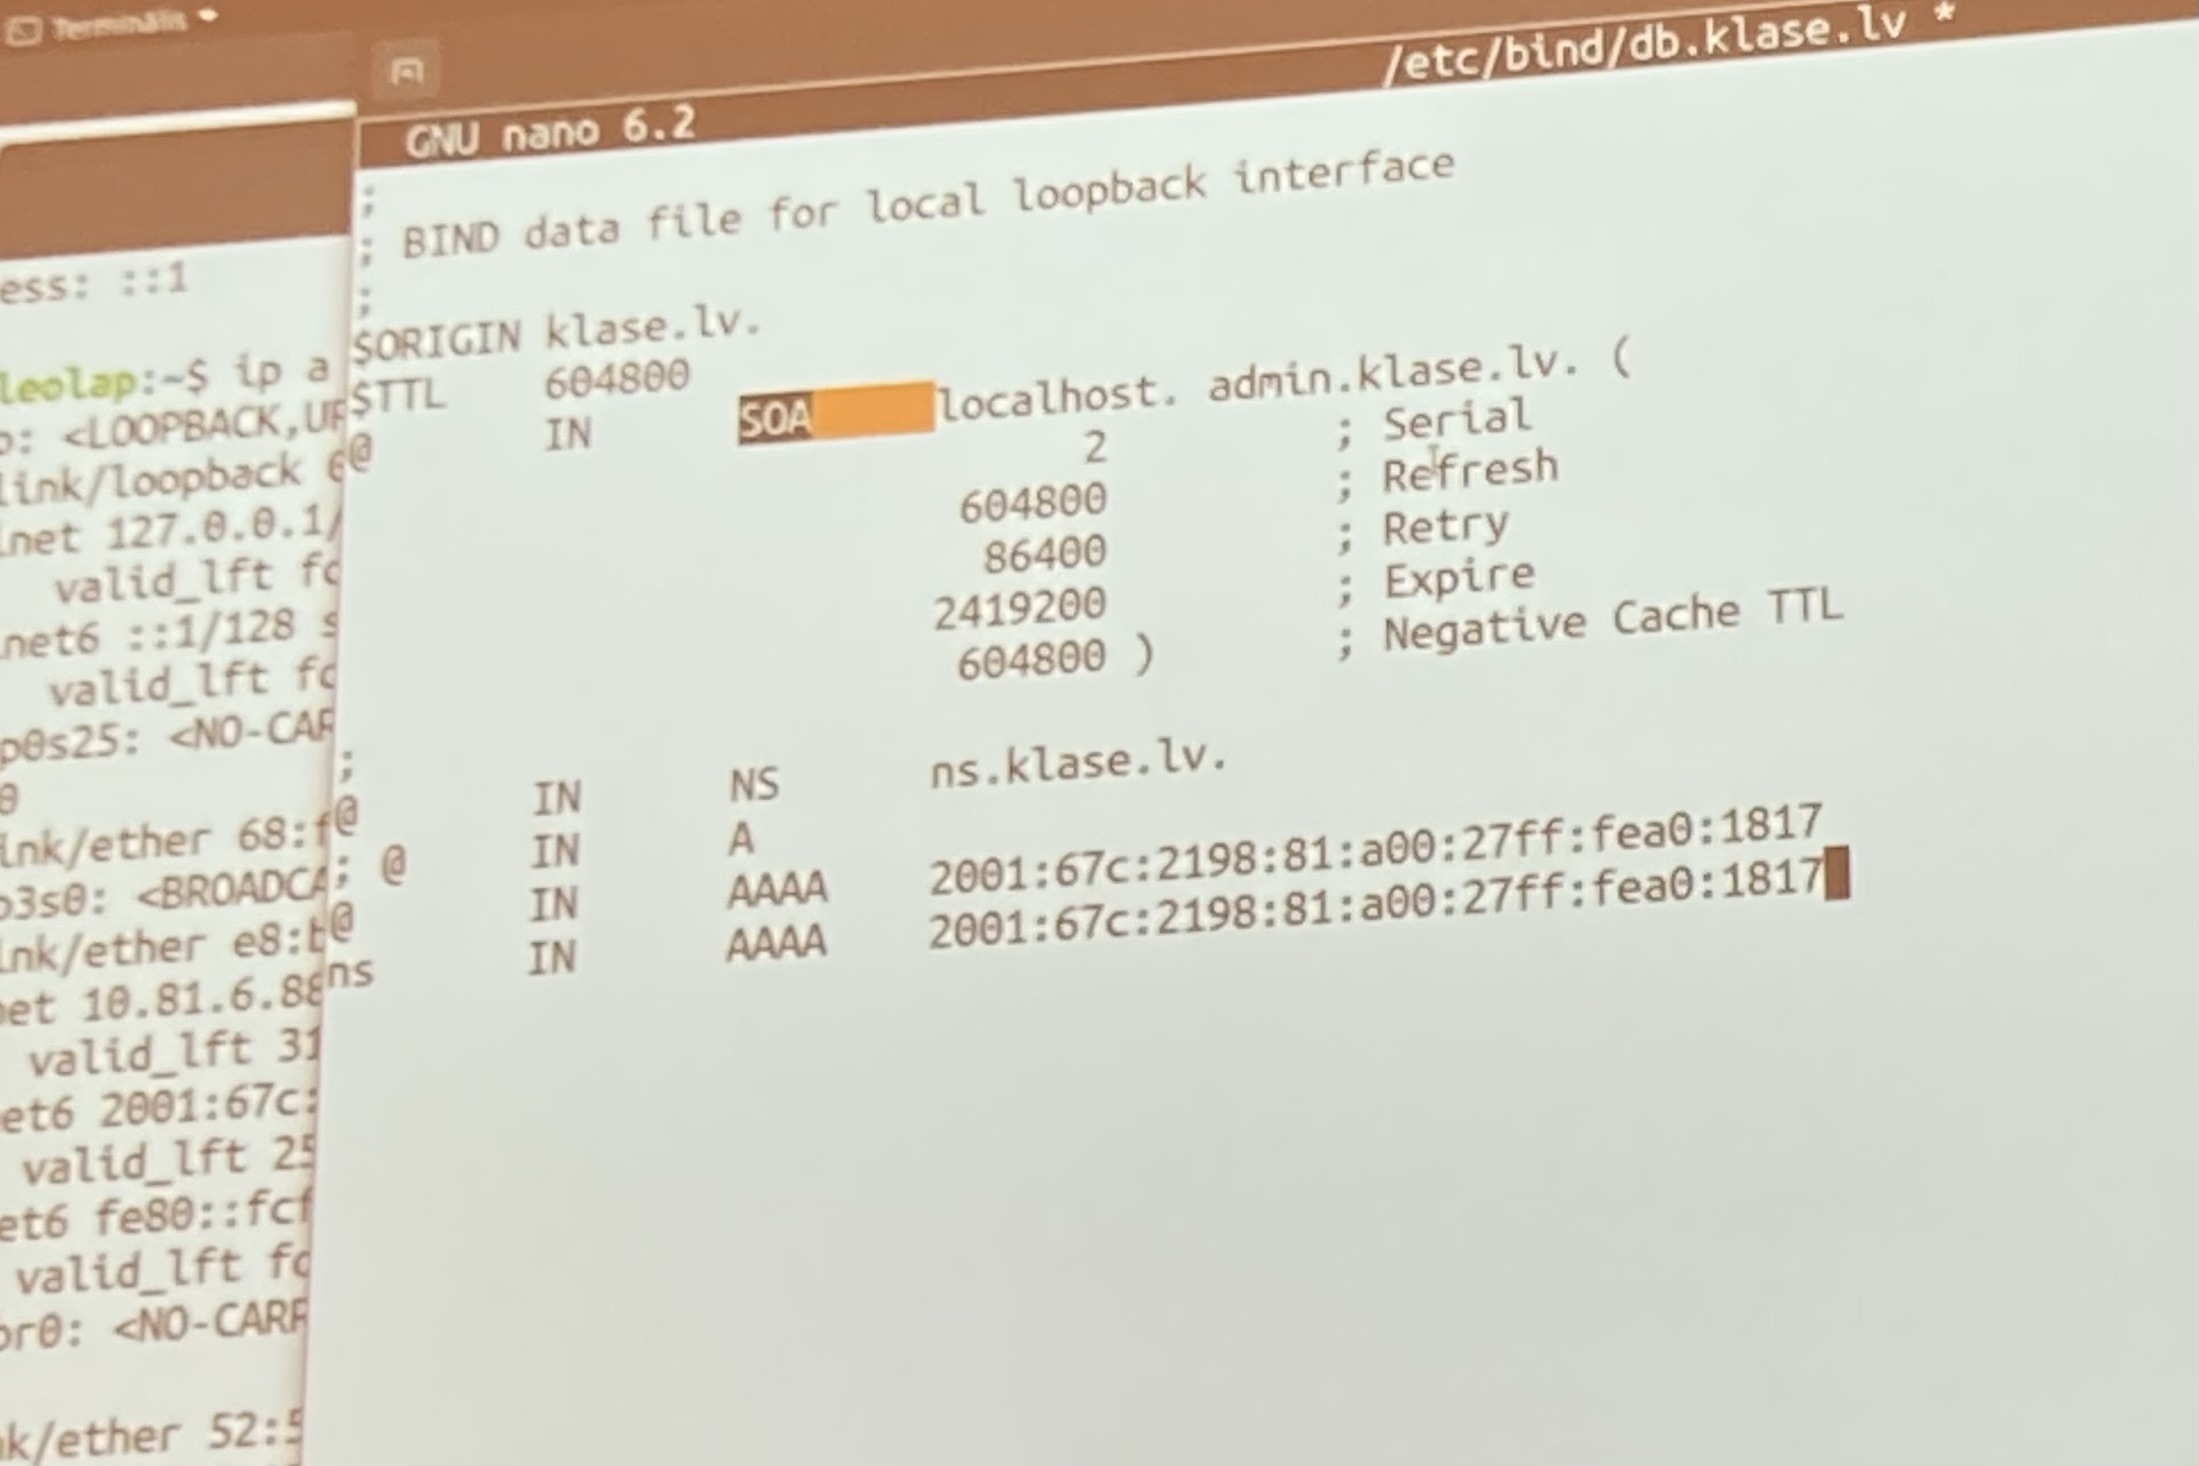 Terminālis
/etc/bind/db.klase.lv *
GNU nano 6.2
;
; BIND data file for local loopback interface
;
$ORIGIN klase.lv.
$TTL 604800
@ IN SOA localhost. admin.klase.lv. (
2 ; Serial
604800 ; Refresh
86400 ; Retry
2419200 ; Expire
604800 ) ; Negative Cache TTL
;
@ IN NS ns.klase.lv.
; @ IN A
@ IN AAAA 2001:67c:2198:81:a00:27ff:fea0:1817
ns IN AAAA 2001:67c:2198:81:a00:27ff:fea0:1817
ess: ::1
leolap:~$ ip a
o: <LOOPBACK,UP
link/loopback 6
inet 127.0.0.1/
valid_lft fo
inet6 ::1/128 s
valid_lft fo
p0s25: <NO-CAR
0
ink/ether 68:f
p3s0: <BROADCA
ink/ether e8:b
net 10.81.6.88
valid_lft 31
et6 2001:67c:
valid_lft 25
et6 fe80::fcf
valid_lft fo
br0: <NO-CARR
nk/ether 52:5